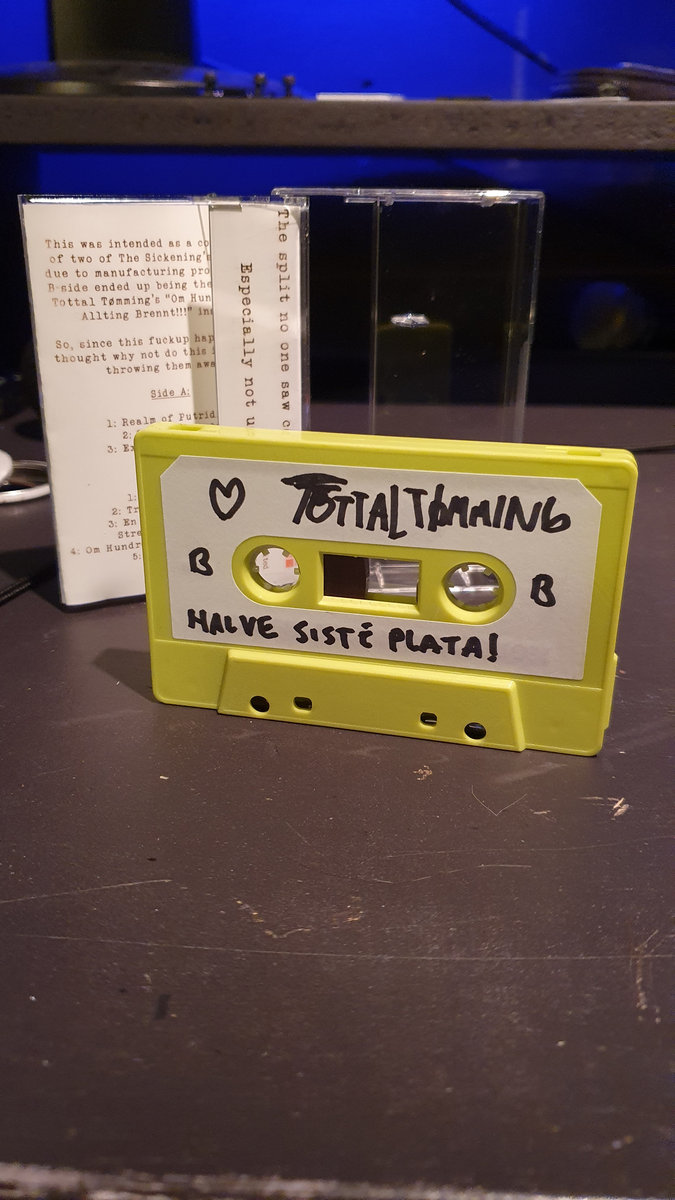 This was intended as a co
of two of The Sickening's
due to manufacturing pro
B-side ended up being the
Tottal Tømming's "Om Hun
Allting Brennt!!!" in
So, since this fuckup hap
thought why not do this i
throwing them awa
Side A:
1: Realm of Putrid
2:
3: Ex
1:
2: Tr
3: En
Stre
4: Om Hundr
5:
The split no one saw c
Especially not u
♡ TOTTAL TØMMING
B B
HALVE SISTE PLATA!